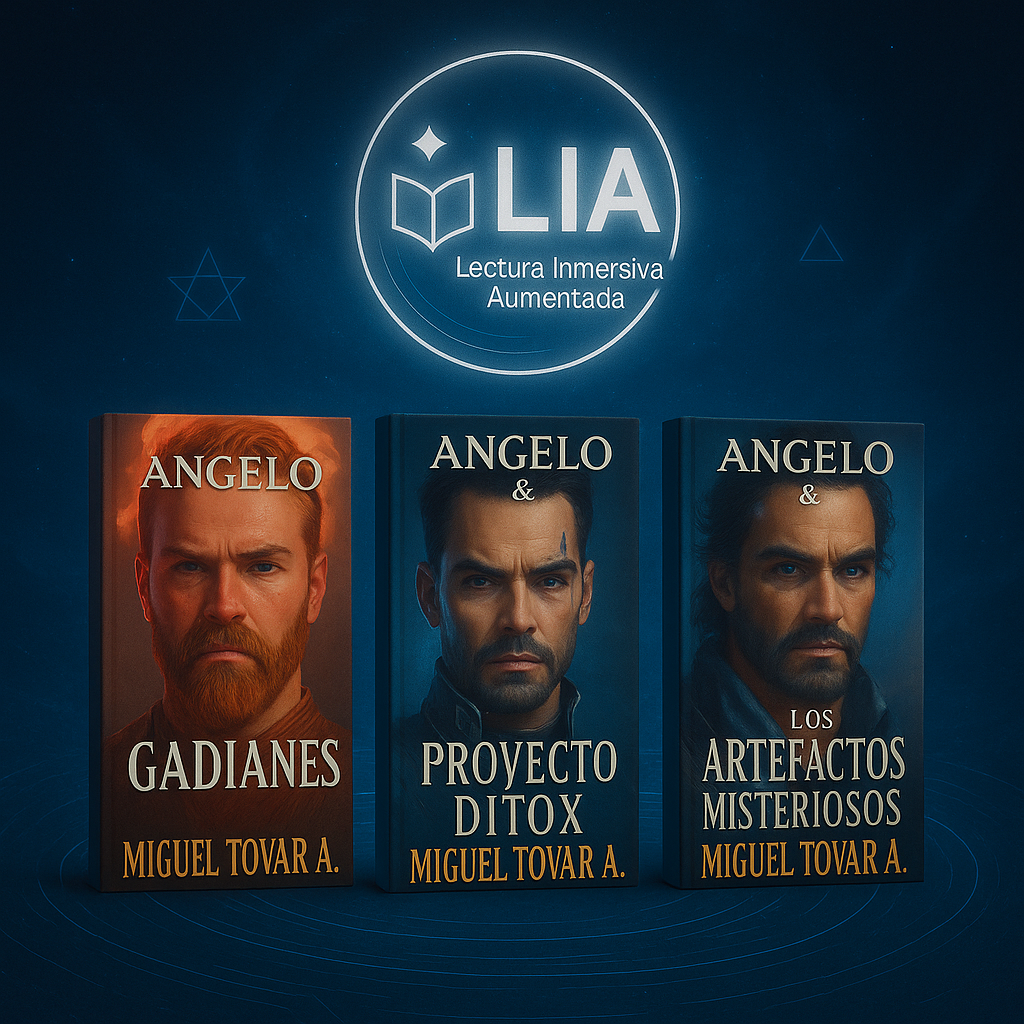 LIA
Lectura Inmersiva
Aumentada
ANGELO
GADIANES
MIGUEL TOVAR A.
ANGELO
&
PROYECTO
DITOX
MIGUEL TOVAR A.
ANGELO
&
LOS
ARTEFACTOS
MISTERIOSOS
MIGUEL TOVAR A.